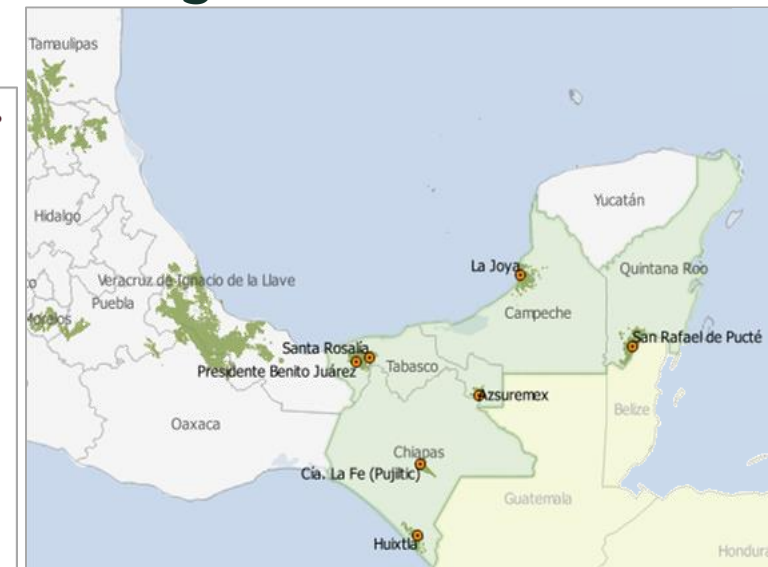 Tamaulipas
Yucatán
Hidalgo
La Joya
Quintana Roo
Veracruz de Ignacio de la Llave
Puebla
Campeche
Morelos
San Rafael de Pucté
Santa Rosalía
Tabasco
Presidente Benito Juárez
Azsuremex
Belize
Oaxaca
Chiapas
Cía. La Fe (Pujiltic)
Guatemala
Huixtla
Hondura